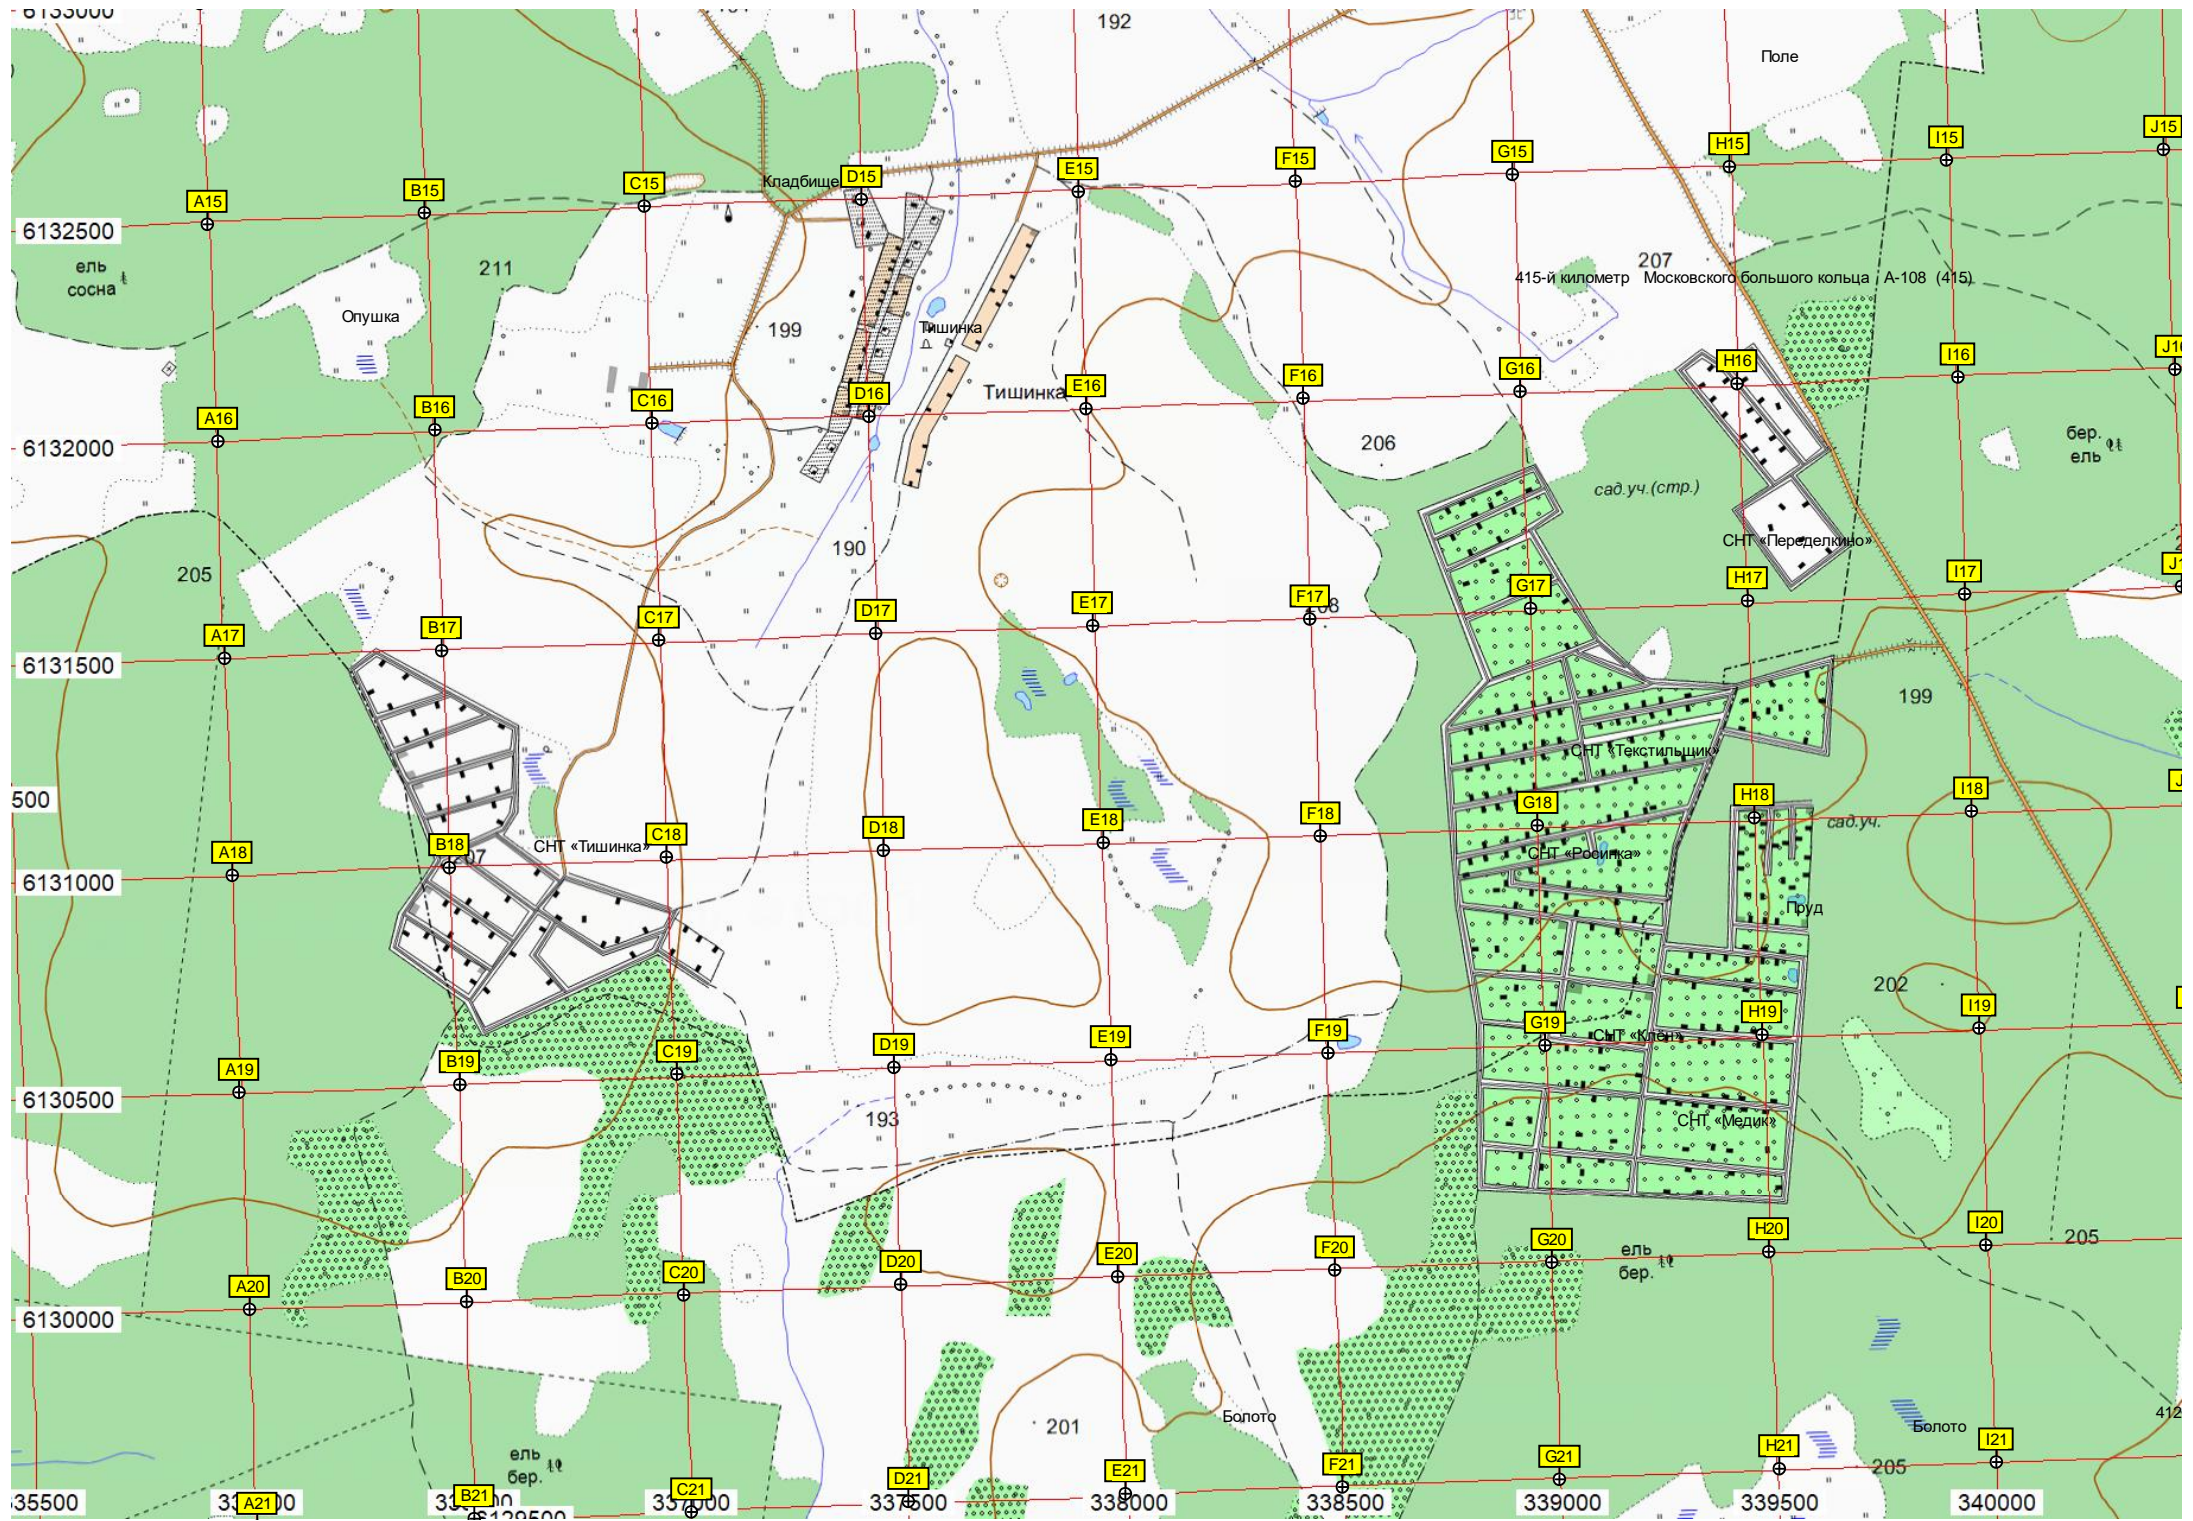 6133000
192
Поле
J15
I15
H15
G15
F15
E15
D15
Кладбище
C15
B15
A15
6132500
ель
сосна
211
207
415-й километр Московского большого кольца А-108 (415)
Опушка
199
Тишинка
I16
H16
G16
F16
E16
D16
C16
B16
A16
Тишинка
6132000
206
бер.
ель
сад.уч.(стр.)
190
СНТ «Переделкино»
205
I17
H17
G17
F17
E17
D17
C17
B17
A17
6131500
199
СНТ «Текстильщик»
500
I18
H18
G18
F18
E18
D18
C18
B18
A18
сад.уч.
СНТ «Тишинка»
СНТ «Росинка»
6131000
Пруд
202
I19
H19
G19
F19
E19
D19
C19
B19
A19
СНТ «Клён»
6130500
193
СНТ «Медик»
I20
H20
G20
F20
E20
D20
C20
B20
A20
205
ель
бер.
6130000
201
Болото
Болото
412
ель
бер.
I21
H21
G21
F21
E21
D21
C21
B21
A21
205
338000
338500
339000
339500
340000